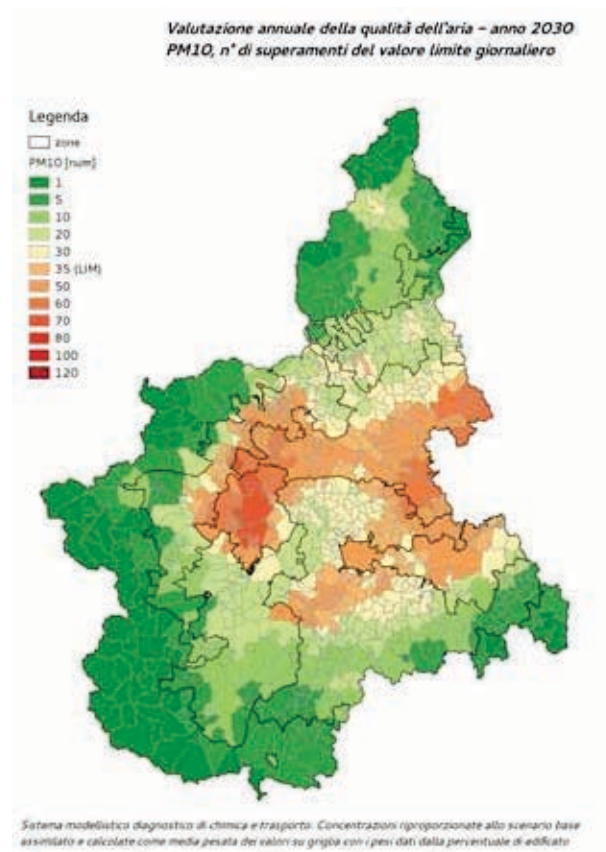 Valutazione annuale della qualità dell'aria – anno 2030
PM10, n° di superamenti del valore limite giornaliero
Legenda
zone
PM10 [num]
1
5
10
20
30
35 (LIM)
50
60
70
80
100
120
Sistema modellistico diagnostico di chimica e trasporto. Concentrazioni riproporzionate allo scenario base
assimilato e calcolate come media pesata dei valori su griglia con i pesi dati dalla percentuale di edificato